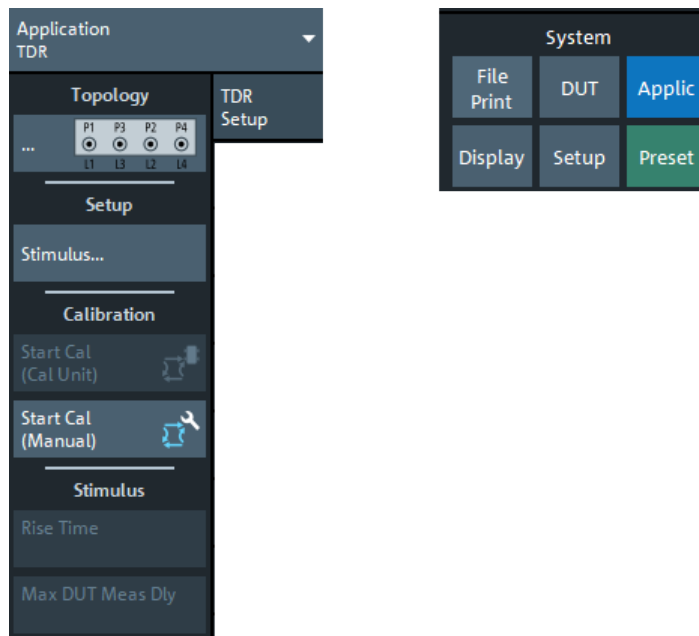 Application
TDR
Topology
TDR
Setup
...
P1 P3 P2 P4
L1 L3 L2 L4
Setup
Stimulus...
Calibration
Start Cal
(Cal Unit)
Start Cal
(Manual)
Stimulus
Rise Time
Max DUT Meas Dly
System
File
Print
DUT
Applic
Display
Setup
Preset